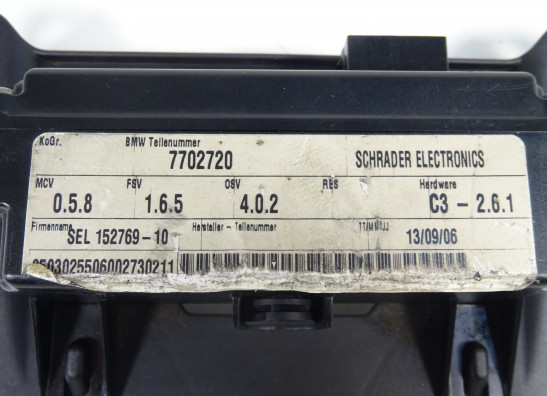 KoGr. BMW Teilenummer
7702720 SCHRADER ELECTRONICS
MCV FSV OSV RES Hardware
0.5.8 1.6.5 4.0.2 C3 - 2.6.1
Firmenname Hersteller - Teilenummer TT/MM/JJ
SEL 152769-10 13/09/06